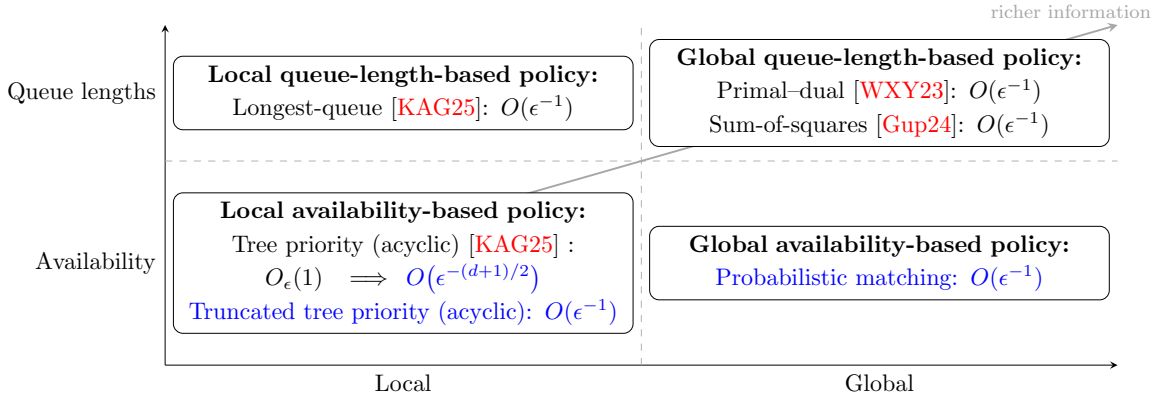 richer information
Queue lengths
Local queue-length-based policy:
Longest-queue [KAG25]: O(ϵ⁻¹)
Global queue-length-based policy:
Primal–dual [WXY23]: O(ϵ⁻¹)
Sum-of-squares [Gup24]: O(ϵ⁻¹)
Availability
Local availability-based policy:
Tree priority (acyclic) [KAG25] :
O_ϵ(1) ⟹ O(ϵ^{-(d+1)/2})
Truncated tree priority (acyclic): O(ϵ⁻¹)
Global availability-based policy:
Probabilistic matching: O(ϵ⁻¹)
Local
Global